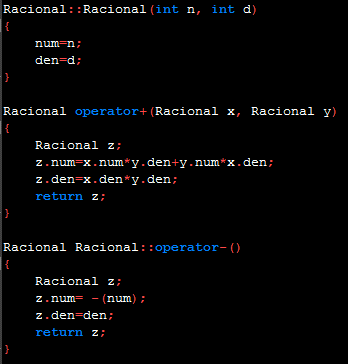 Racional::Racional(int n, int d)
{
    num=n;
    den=d;
}
Racional operator+(Racional x, Racional y)
{
    Racional z;
    z.num=x.num*y.den+y.num*x.den;
    z.den=x.den*y.den;
    return z;
}
Racional Racional::operator-()
{
    Racional z;
    z.num= -(num);
    z.den=den;
    return z;
}